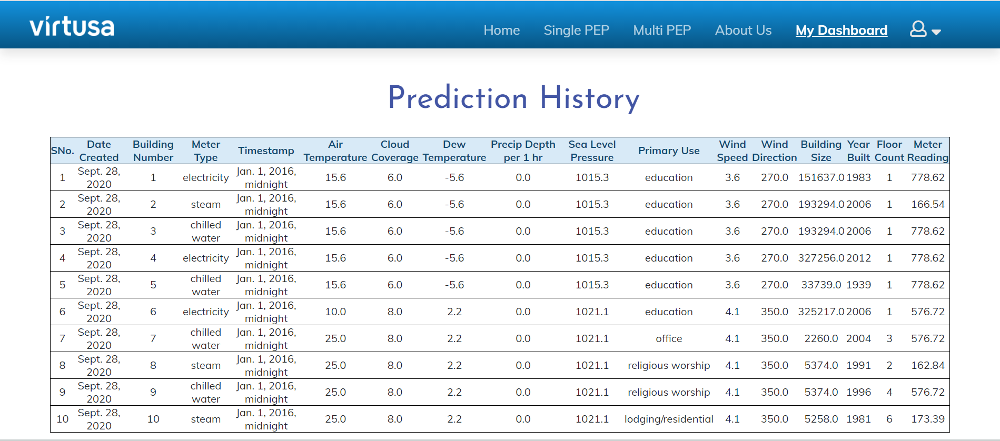 virtusa
Home Single PEP Multi PEP About Us My Dashboard
Prediction History
SNo. Date Created Building Number Meter Type Timestamp Air Temperature Cloud Coverage Dew Temperature Precip Depth per 1 hr Sea Level Pressure Primary Use Wind Speed Wind Direction Building Size Year Built Floor Count Meter Reading
1 Sept. 28, 2020 1 electricity Jan. 1, 2016, midnight 15.6 6.0 -5.6 0.0 1015.3 education 3.6 270.0 151637.0 1983 1 778.62
2 Sept. 28, 2020 2 steam Jan. 1, 2016, midnight 15.6 6.0 -5.6 0.0 1015.3 education 3.6 270.0 193294.0 2006 1 166.54
3 Sept. 28, 2020 3 chilled water Jan. 1, 2016, midnight 15.6 6.0 -5.6 0.0 1015.3 education 3.6 270.0 193294.0 2006 1 778.62
4 Sept. 28, 2020 4 electricity Jan. 1, 2016, midnight 15.6 6.0 -5.6 0.0 1015.3 education 3.6 270.0 327256.0 2012 1 778.62
5 Sept. 28, 2020 5 chilled water Jan. 1, 2016, midnight 15.6 6.0 -5.6 0.0 1015.3 education 3.6 270.0 33739.0 1939 1 778.62
6 Sept. 28, 2020 6 electricity Jan. 1, 2016, midnight 10.0 8.0 2.2 0.0 1021.1 education 4.1 350.0 325217.0 2006 1 576.72
7 Sept. 28, 2020 7 chilled water Jan. 1, 2016, midnight 25.0 8.0 2.2 0.0 1021.1 office 4.1 350.0 2260.0 2004 3 576.72
8 Sept. 28, 2020 8 steam Jan. 1, 2016, midnight 25.0 8.0 2.2 0.0 1021.1 religious worship 4.1 350.0 5374.0 1991 2 162.84
9 Sept. 28, 2020 9 chilled water Jan. 1, 2016, midnight 25.0 8.0 2.2 0.0 1021.1 religious worship 4.1 350.0 5374.0 1996 4 576.72
10 Sept. 28, 2020 10 steam Jan. 1, 2016, midnight 25.0 8.0 2.2 0.0 1021.1 lodging/residential 4.1 350.0 5258.0 1981 6 173.39